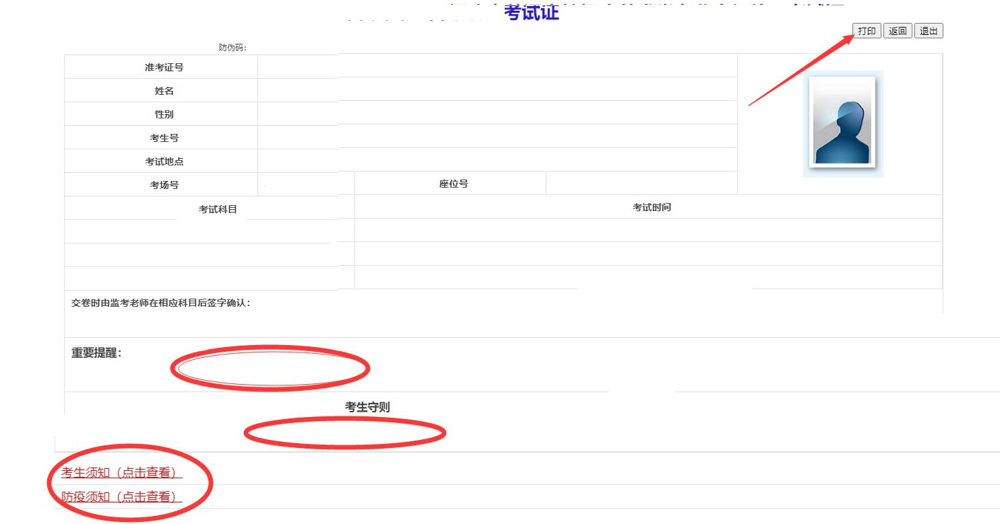 考试证
打印 返回 退出
防伪码：
准考证号
姓名
性别
考生号
考试地点
考场号 座位号
考试科目 考试时间
交卷时由监考老师在相应科目后签字确认：
重要提醒：
考生守则
考生须知（点击查看）
防疫须知（点击查看）